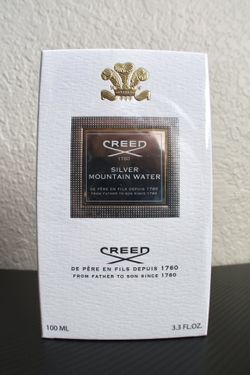 CREED
1760
SILVER
MOUNTAIN WATER
DE PÈRE EN FILS DEPUIS 1760
FROM FATHER TO SON SINCE 1760
CREED
DE PÈRE EN FILS DEPUIS 1760
FROM FATHER TO SON SINCE 1760
100 ML
3.3 FL.OZ.